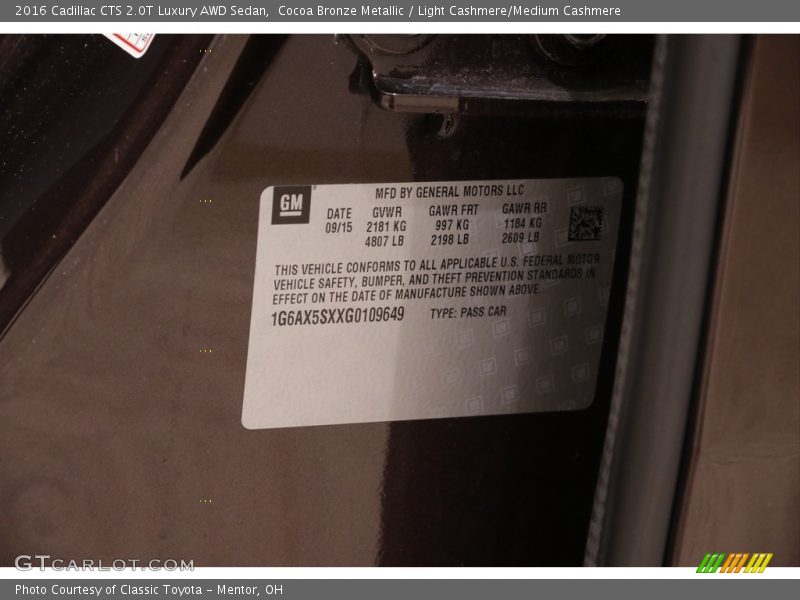 2016 Cadillac CTS 2.0T Luxury AWD Sedan,  Cocoa Bronze Metallic / Light Cashmere/Medium Cashmere
GM
MFD BY GENERAL MOTORS LLC
DATE GVWR GAWR FRT GAWR RR
09/15 2181 KG 997 KG 1184 KG
4807 LB 2198 LB 2609 LB
THIS VEHICLE CONFORMS TO ALL APPLICABLE U.S. FEDERAL MOTOR
VEHICLE SAFETY, BUMPER, AND THEFT PREVENTION STANDARDS IN
EFFECT ON THE DATE OF MANUFACTURE SHOWN ABOVE.
1G6AX5SXXG0109649 TYPE: PASS CAR
GTCARLOT.COM
Photo Courtesy of Classic Toyota - Mentor, OH